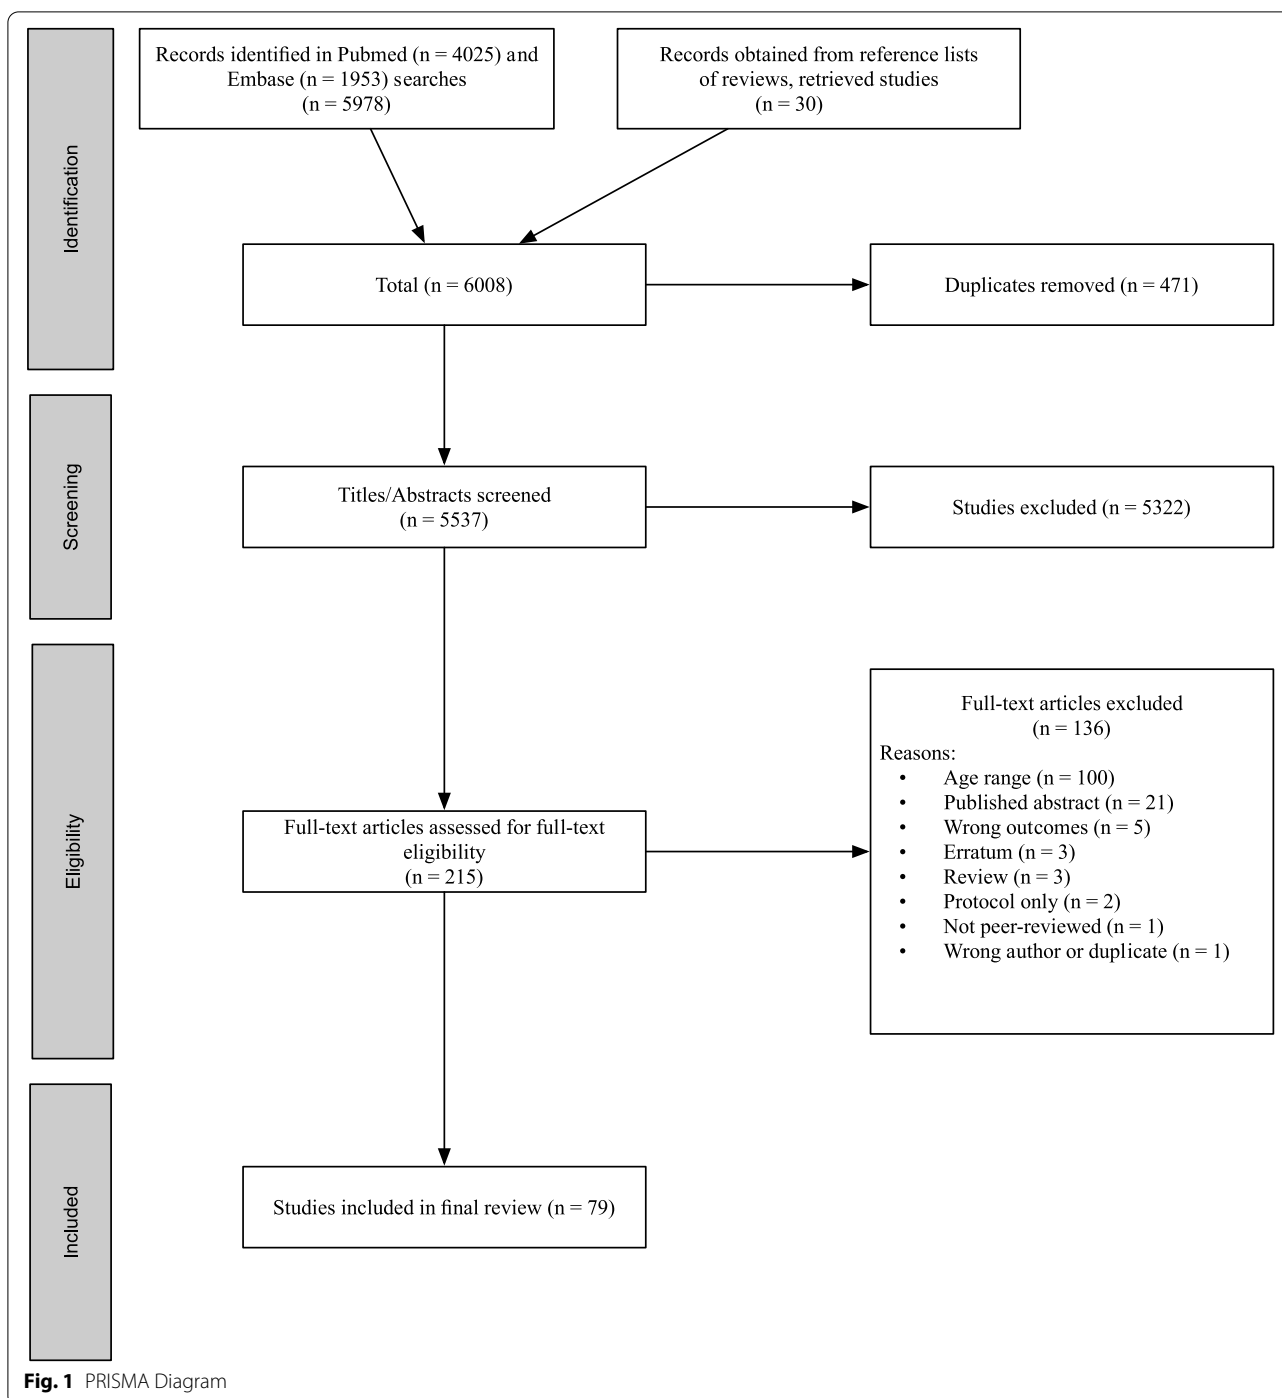 Identification
Records identified in Pubmed (n = 4025) and
Embase (n = 1953) searches
(n = 5978)
Records obtained from reference lists
of reviews, retrieved studies
(n = 30)
Total (n = 6008)
Duplicates removed (n = 471)
Screening
Titles/Abstracts screened
(n = 5537)
Studies excluded (n = 5322)
Eligibility
Full-text articles assessed for full-text
eligibility
(n = 215)
Full-text articles excluded
(n = 136)
Reasons:
• Age range (n = 100)
• Published abstract (n = 21)
• Wrong outcomes (n = 5)
• Erratum (n = 3)
• Review (n = 3)
• Protocol only (n = 2)
• Not peer-reviewed (n = 1)
• Wrong author or duplicate (n = 1)
Included
Studies included in final review (n = 79)
Fig. 1 PRISMA Diagram